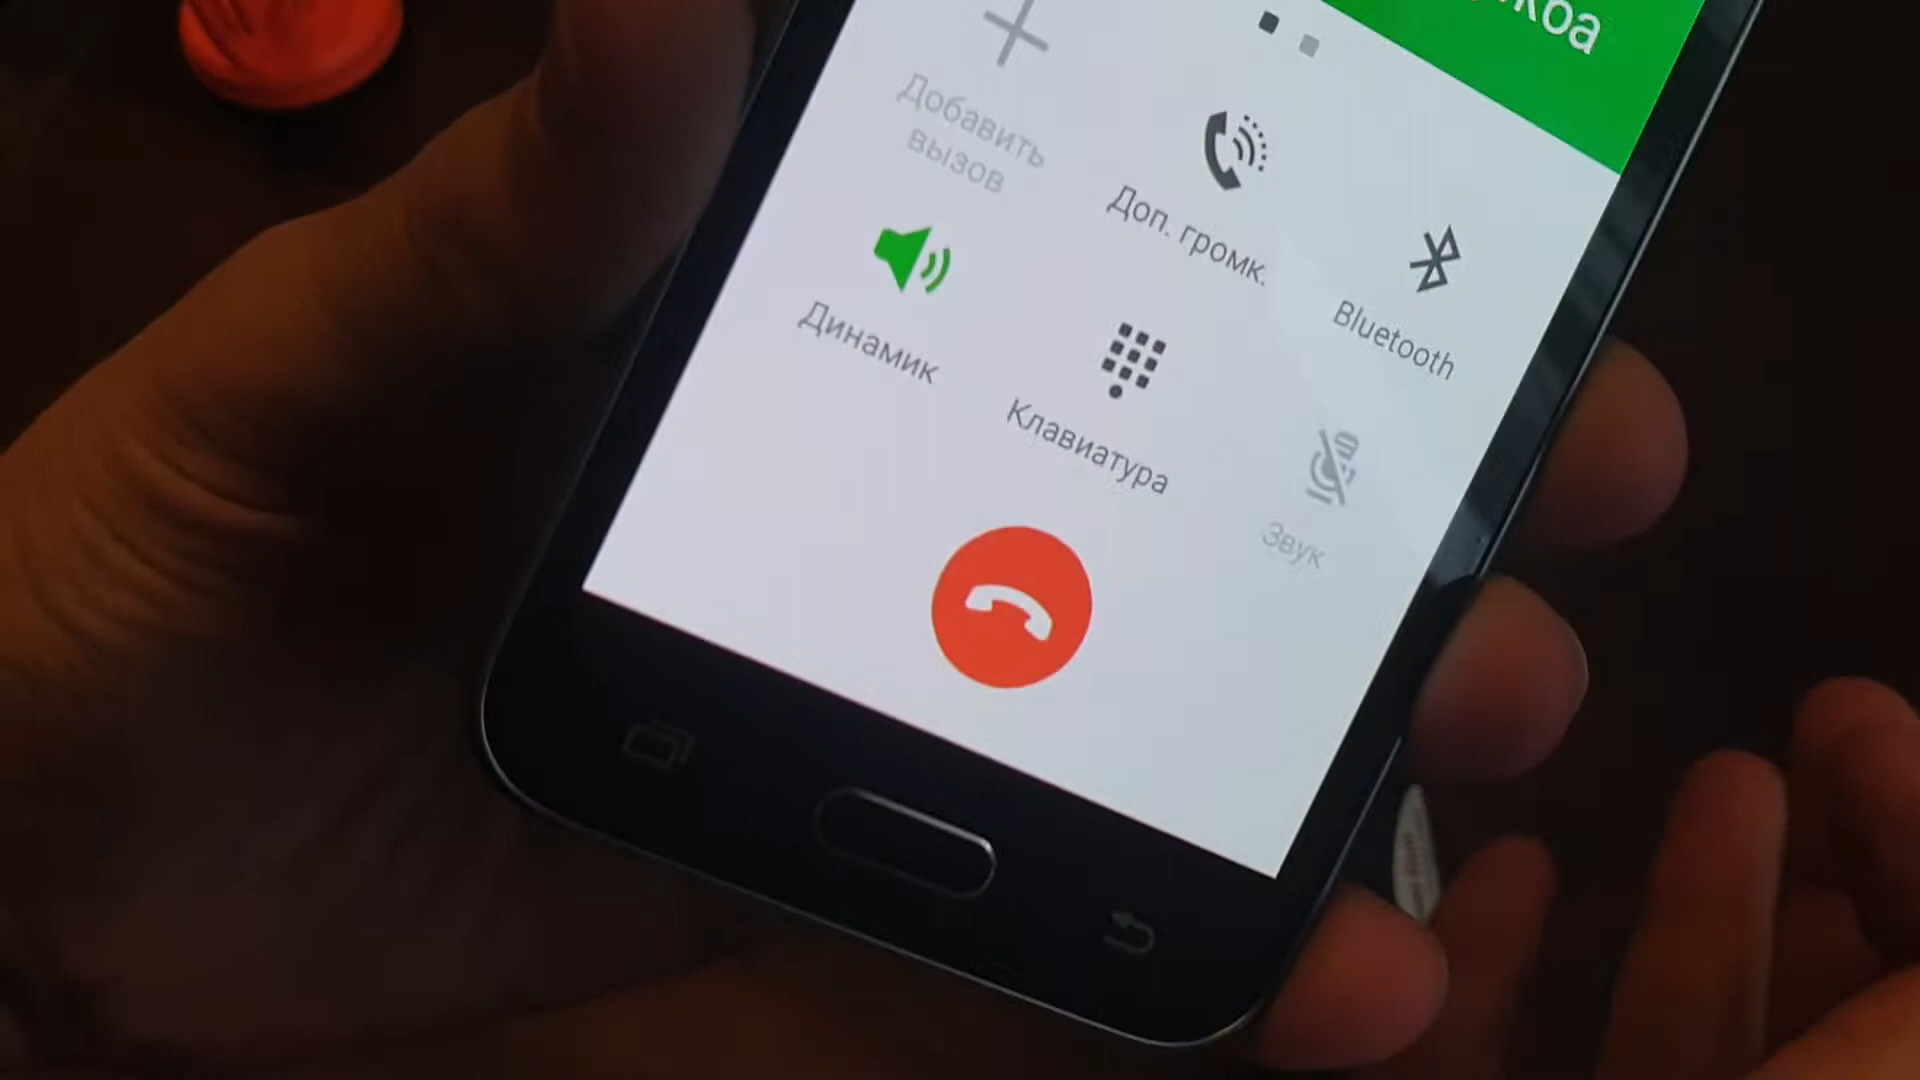 Добавить
вызов
Доп. громк.
Bluetooth
Динамик
Клавиатура
Звук